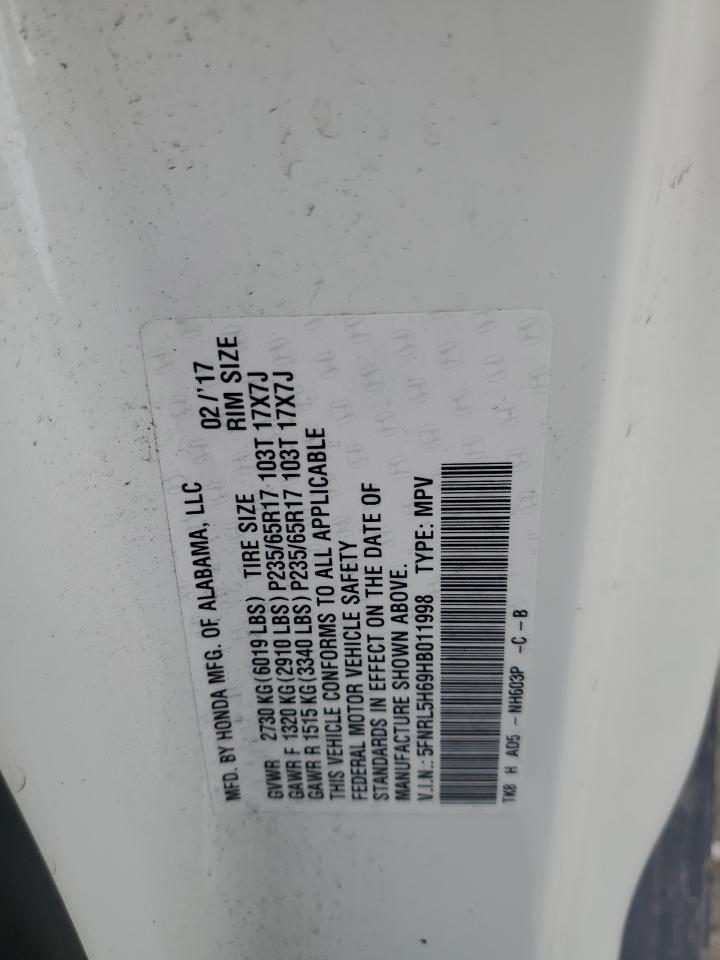 MFD. BY HONDA MFG. OF ALABAMA, LLC 02/'17
GVWR 2730 KG(6019 LBS) TIRE SIZE RIM SIZE
GAWR F 1320 KG(2910 LBS) P235/65R17 103T 17X7J
GAWR R 1515 KG(3340 LBS) P235/65R17 103T 17X7J
THIS VEHICLE CONFORMS TO ALL APPLICABLE
FEDERAL MOTOR VEHICLE SAFETY
STANDARDS IN EFFECT ON THE DATE OF
MANUFACTURE SHOWN ABOVE.
V.I.N.: 5FNRL5H69HB011998 TYPE: MPV
TK8 H AD5 - NH603P -C-B